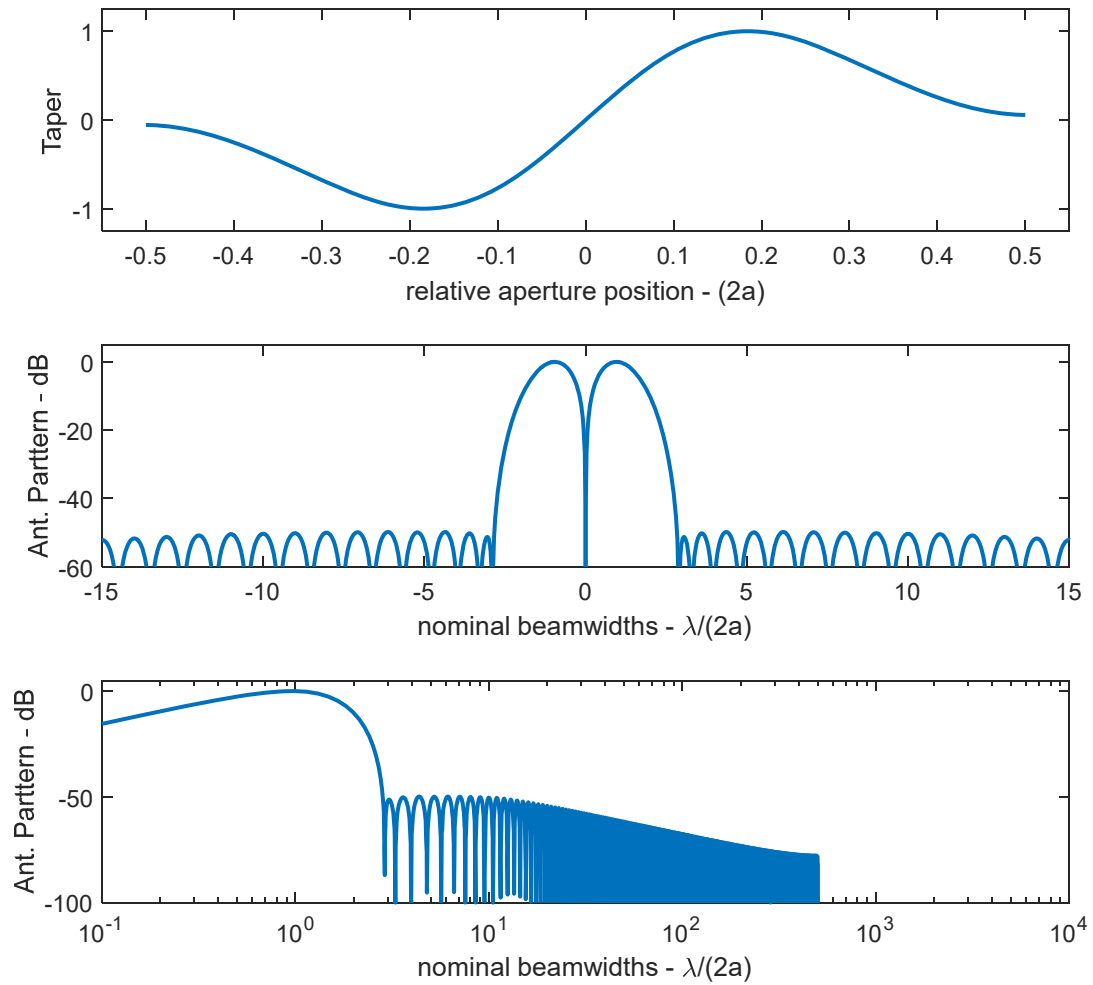 1
0
-1
Taper
-0.5 -0.4 -0.3 -0.2 -0.1 0 0.1 0.2 0.3 0.4 0.5
relative aperture position - (2a)
0
-20
-40
-60
Ant. Parttern - dB
-15 -10 -5 0 5 10 15
nominal beamwidths - λ/(2a)
0
-50
-100
Ant. Parttern - dB
10⁻¹ 10⁰ 10¹ 10² 10³ 10⁴
nominal beamwidths - λ/(2a)